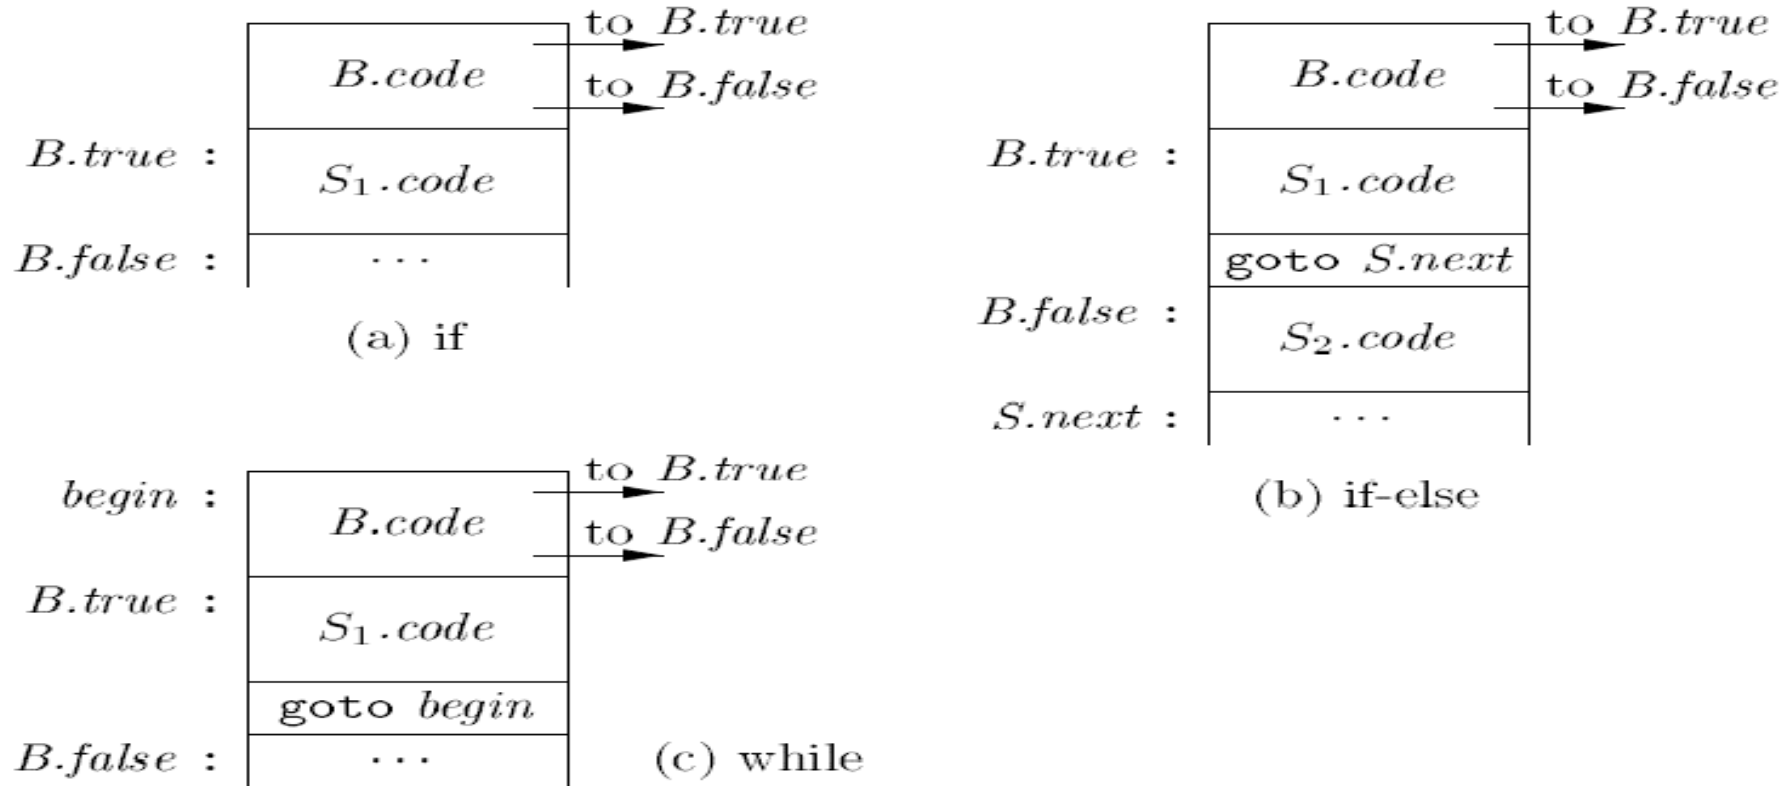 to B.true
B.code
to B.false
B.true :
S₁.code
B.false :
...
(a) if
to B.true
B.code
to B.false
B.true :
S₁.code
goto S.next
B.false :
S₂.code
S.next :
...
(b) if-else
begin :
to B.true
B.code
to B.false
B.true :
S₁.code
goto begin
B.false :
...
(c) while